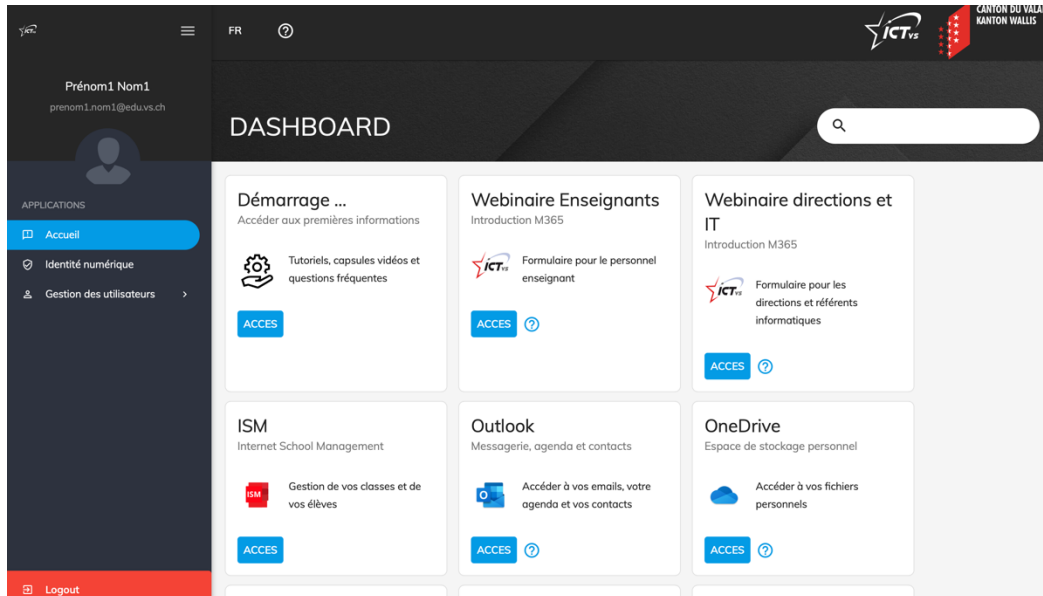 ICTVS
FR
ICTVS
CANTON DU VALA
KANTON WALLIS
Prénom1 Nom1
prenom1.nom1@edu.vs.ch
DASHBOARD
APPLICATIONS
Accueil
Identité numérique
Gestion des utilisateurs
Logout
Démarrage ...
Accéder aux premières informations
Tutoriels, capsules vidéos et
questions fréquentes
ACCES
Webinaire Enseignants
Introduction M365
ICTVS
Formulaire pour le personnel
enseignant
ACCES
Webinaire directions et
IT
Introduction M365
ICTVS
Formulaire pour les
directions et référents
informatiques
ACCES
ISM
Internet School Management
ISM
Gestion de vos classes et de
vos élèves
ACCES
Outlook
Messagerie, agenda et contacts
O
Accéder à vos emails, votre
agenda et vos contacts
ACCES
OneDrive
Espace de stockage personnel
Accéder à vos fichiers
personnels
ACCES